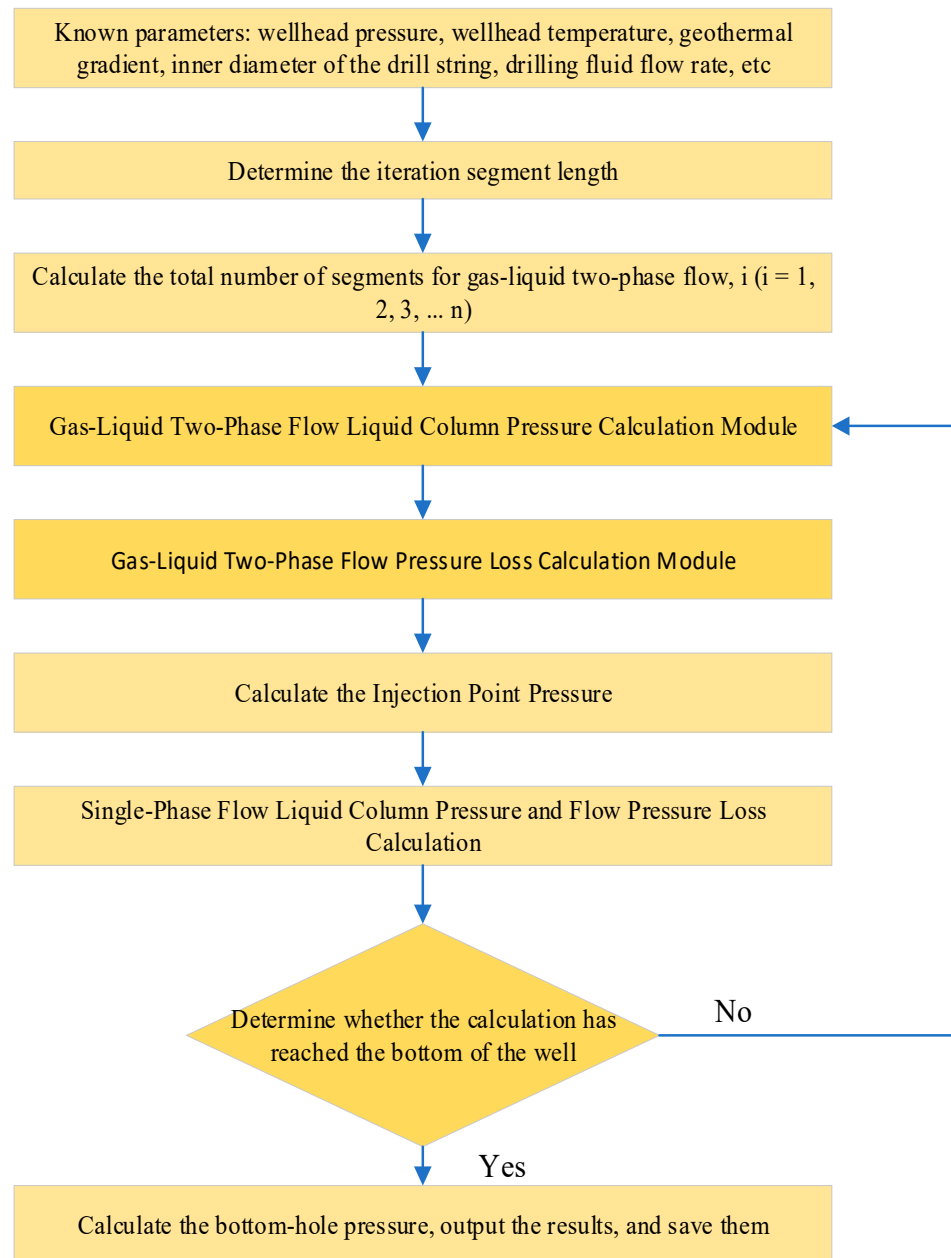 Known parameters: wellhead pressure, wellhead temperature, geothermal
gradient, inner diameter of the drill string, drilling fluid flow rate, etc
Determine the iteration segment length
Calculate the total number of segments for gas-liquid two-phase flow, i (i = 1,
2, 3, ... n)
Gas-Liquid Two-Phase Flow Liquid Column Pressure Calculation Module
Gas-Liquid Two-Phase Flow Pressure Loss Calculation Module
Calculate the Injection Point Pressure
Single-Phase Flow Liquid Column Pressure and Flow Pressure Loss
Calculation
Determine whether the calculation has
reached the bottom of the well
No
Yes
Calculate the bottom-hole pressure, output the results, and save them